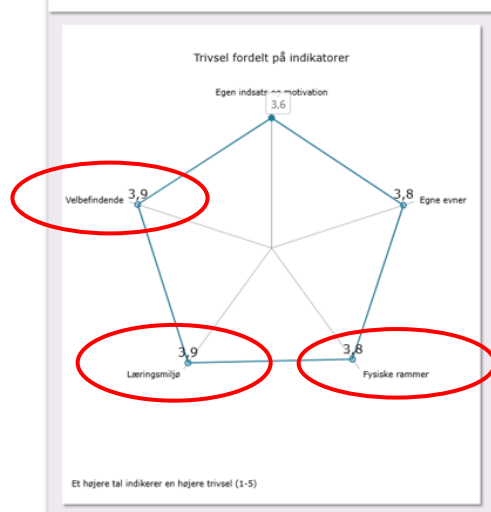 Trivsel fordelt på indikatorer
Egen indsats og motivation
3,6
3,9
Velbefindende
3,8
Egne evner
3,9
Læringsmiljø
3,8
Fysiske rammer
Et højere tal indikerer en højere trivsel (1-5)